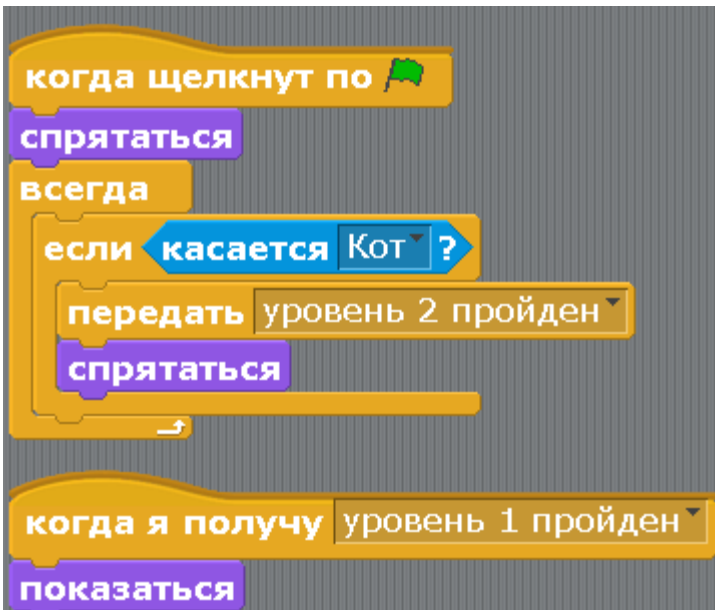 когда щелкнут по
спрятаться
всегда
если касается Кот ?
передать уровень 2 пройден
спрятаться
когда я получу уровень 1 пройден
показаться